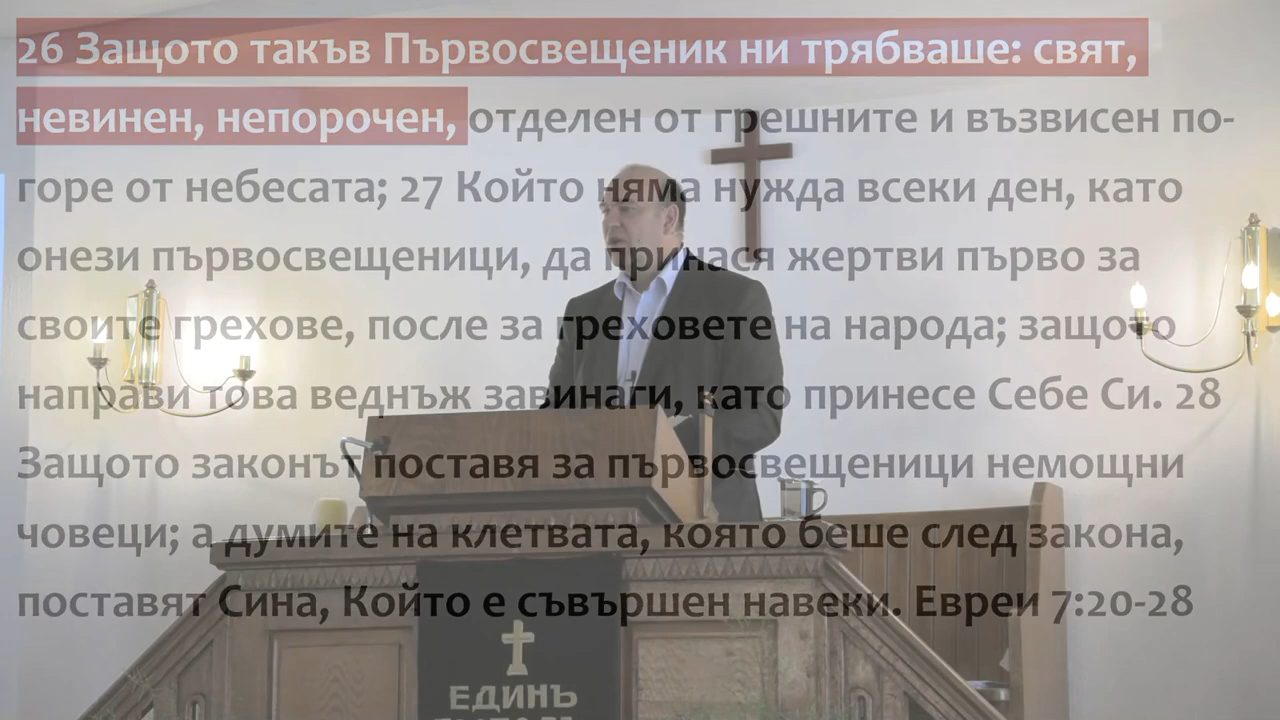 26 Защото такъв Първосвещеник ни трябваше: свят,
невинен, непорочен, отделен от грешните и възвисен по-
горе от небесата; 27 Който няма нужда всеки ден, като
онези първосвещеници, да принася жертви първо за
своите грехове, после за греховете на народа; защото
направи това веднъж завинаги, като принесе Себе Си. 28
Защото законът поставя за първосвещеници немощни
човеци; а думите на клетвата, която беше след закона,
поставят Сина, Който е съвършен навеки. Евреи 7:20-28
ЕДИНЪ